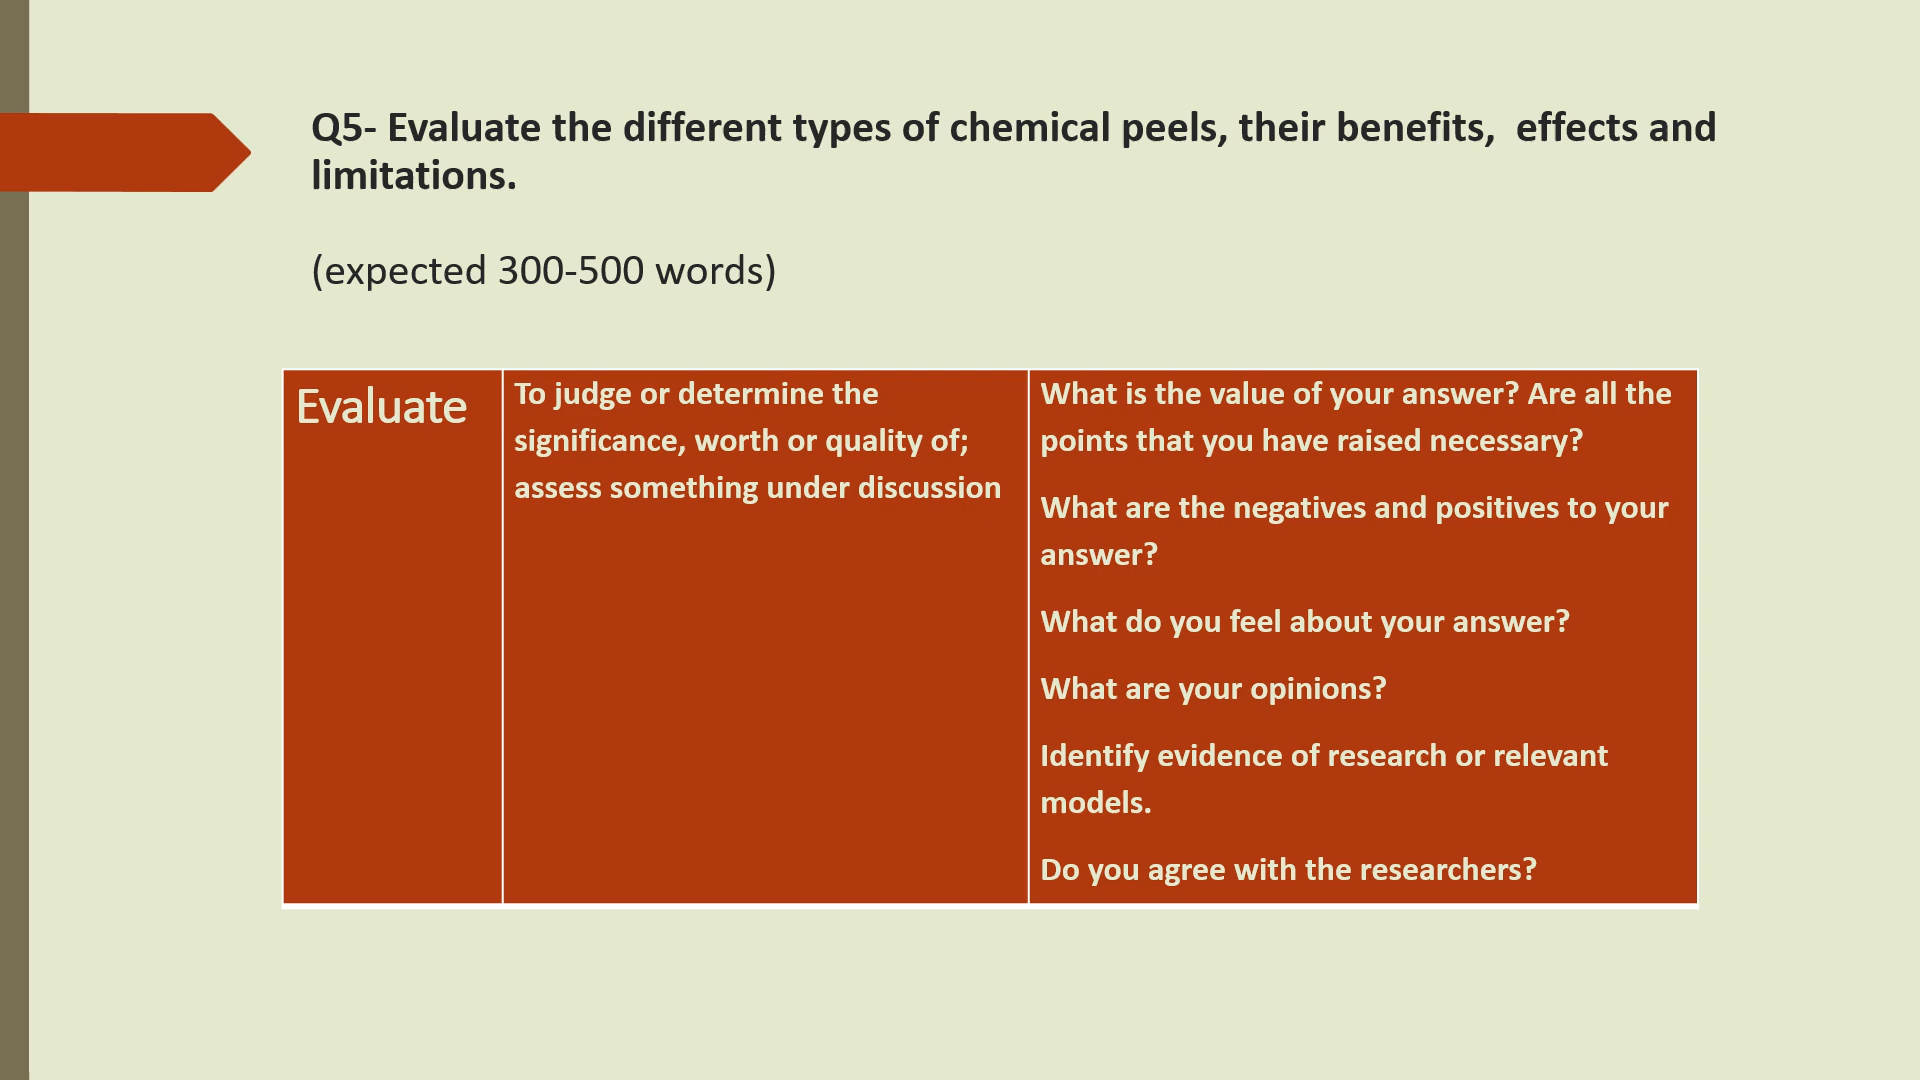 Q5- Evaluate the different types of chemical peels, their benefits,  effects and
limitations.
(expected 300-500 words)
Evaluate
To judge or determine the
significance, worth or quality of;
assess something under discussion
What is the value of your answer? Are all the
points that you have raised necessary?
What are the negatives and positives to your
answer?
What do you feel about your answer?
What are your opinions?
Identify evidence of research or relevant
models.
Do you agree with the researchers?